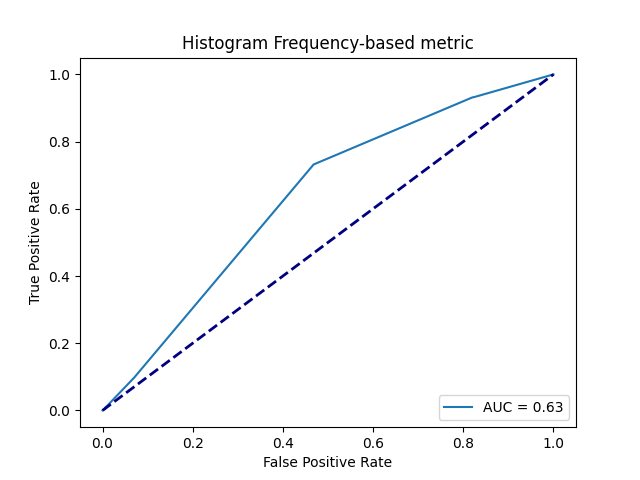 Histogram Frequency-based metric
1.0
0.8
0.6
0.4
0.2
0.0
True Positive Rate
AUC = 0.63
0.0 0.2 0.4 0.6 0.8 1.0
False Positive Rate